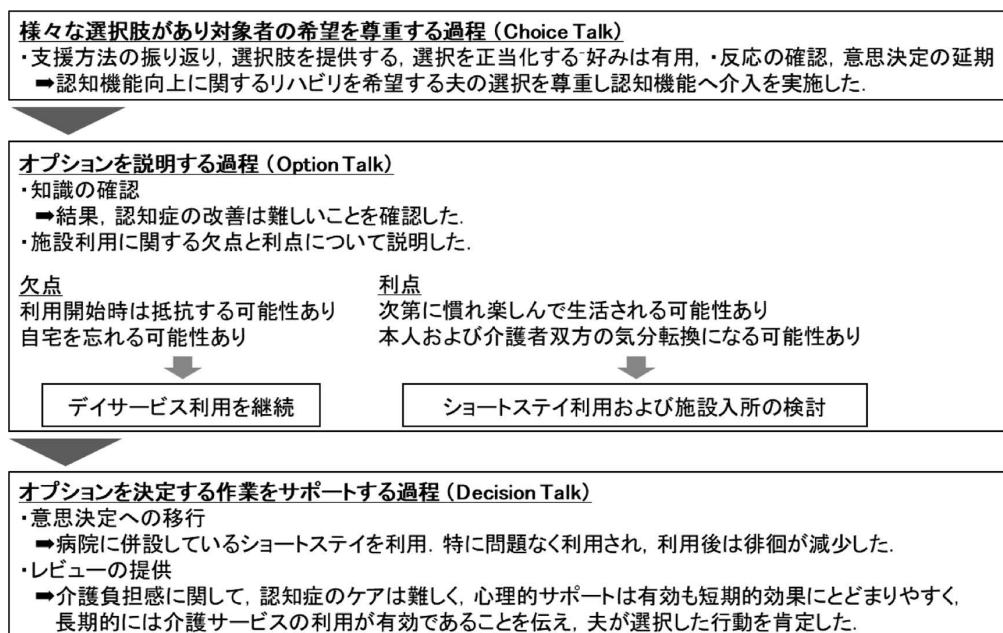 様々な選択肢があり対象者の希望を尊重する過程（Choice Talk）
・支援方法の振り返り，選択肢を提供する，選択を正当化する-好みは有用，・反応の確認，意思決定の延期
➡認知機能向上に関するリハビリを希望する夫の選択を尊重し認知機能へ介入を実施した．
オプションを説明する過程（Option Talk）
・知識の確認
➡結果，認知症の改善は難しいことを確認した．
・施設利用に関する欠点と利点について説明した．
欠点
利用開始時は抵抗する可能性あり
自宅を忘れる可能性あり
デイサービス利用を継続
利点
次第に慣れ楽しんで生活される可能性あり
本人および介護者双方の気分転換になる可能性あり
ショートステイ利用および施設入所の検討
オプションを決定する作業をサポートする過程（Decision Talk）
・意思決定への移行
➡病院に併設しているショートステイを利用．特に問題なく利用され，利用後は徘徊が減少した．
・レビューの提供
➡介護負担感に関して，認知症のケアは難しく，心理的サポートは有効も短期的効果にとどまりやすく，
長期的には介護サービスの利用が有効であることを伝え，夫が選択した行動を肯定した．